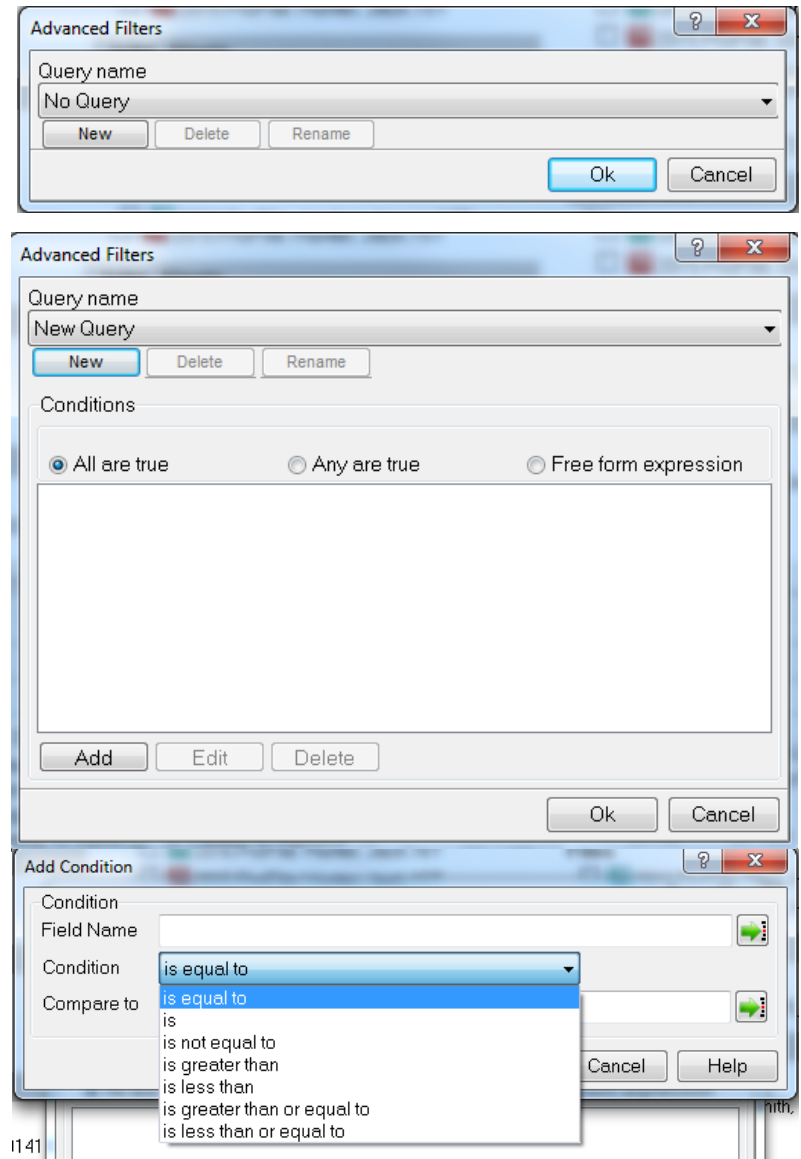 Advanced Filters
Query name
No Query
New Delete Rename
Ok Cancel
Advanced Filters
Query name
New Query
New Delete Rename
Conditions
All are true Any are true Free form expression
Add Edit Delete
Ok Cancel
Add Condition
Condition
Field Name
Condition is equal to
Compare to is equal to
is
is not equal to
is greater than
is less than
is greater than or equal to
is less than or equal to
Cancel Help